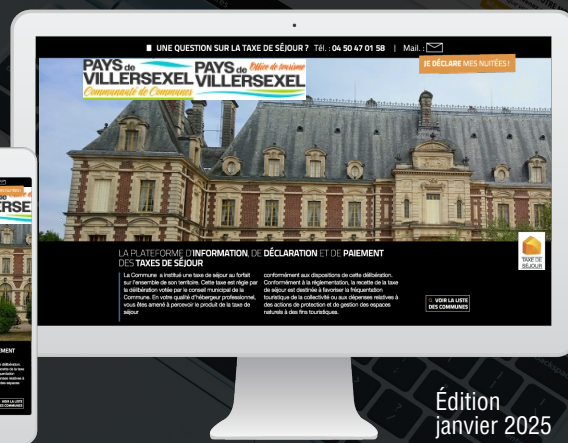 UNE QUESTION SUR LA TAXE DE SÉJOUR ? Tél. : 04 50 47 01 58 | Mail. :
JE DÉCLARE MES NUITÉES !
PAYS de
VILLERSEXEL
Communauté de Communes
PAYS de Office de tourisme
VILLERSEXEL
LA PLATEFORME D'INFORMATION, DE DÉCLARATION ET DE PAIEMENT
DES TAXES DE SÉJOUR
La Commune a institué une taxe de séjour au forfait
sur l'ensemble de son territoire. Cette taxe est régie par
la délibération votée par le conseil municipal de la
Commune. En votre qualité d'hébergeur professionnel,
vous êtes amené à percevoir le produit de la taxe de
séjour
conformément aux dispositions de cette délibération.
Conformément à la réglementation, la recette de la taxe
de séjour est destinée à favoriser la fréquentation
touristique de la collectivité ou aux dépenses relatives à
des actions de protection et de gestion des espaces
naturels à des fins touristiques.
TAXE DE
SÉJOUR
VOIR LA LISTE
DES COMMUNES
ERSE
EMENT
VOIR LA LISTE
DES COMMUNES
Édition
janvier 2025